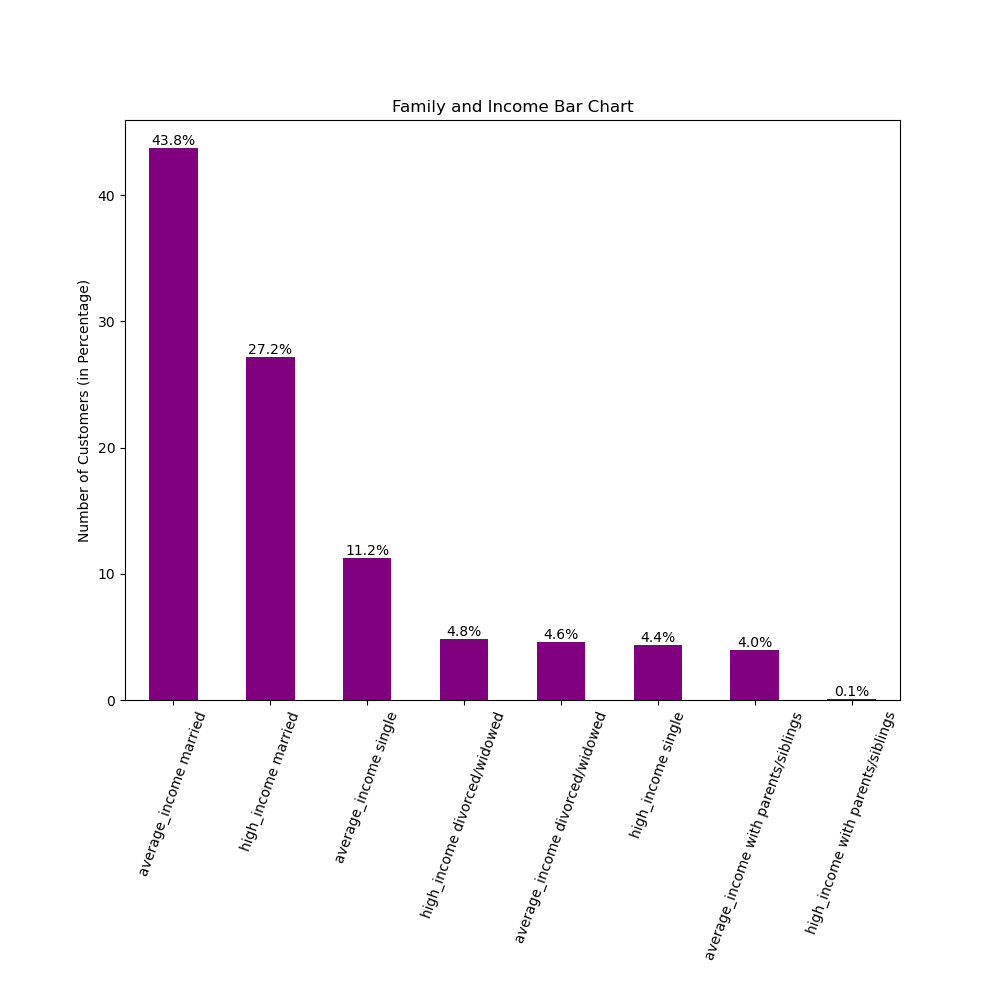 Family and Income Bar Chart
Number of Customers (in Percentage)
40
30
20
10
0
43.8%
27.2%
11.2%
4.8%
4.6%
4.4%
4.0%
0.1%
average_income married
high_income married
average_income single
high_income divorced/widowed
average_income divorced/widowed
high_income single
average_income with parents/siblings
high_income with parents/siblings